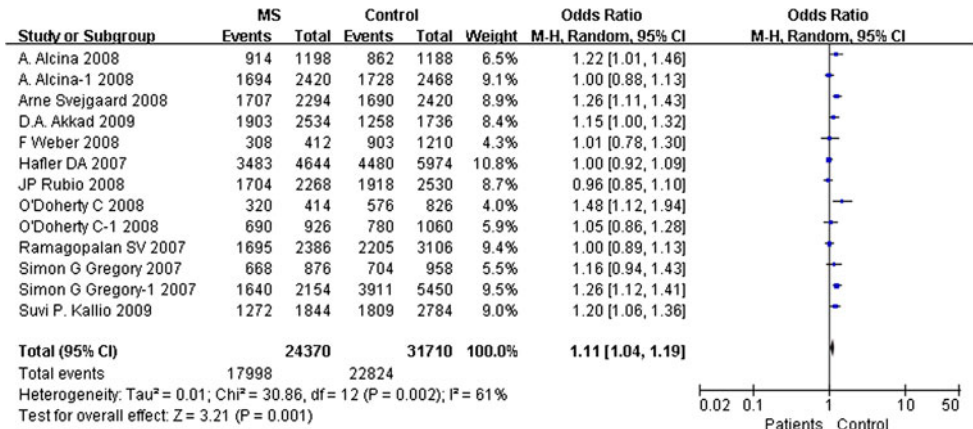 MS Control Odds Ratio Odds Ratio
Study or Subgroup Events Total Events Total Weight M-H, Random, 95% CI M-H, Random, 95% CI
A. Alcina 2008 914 1198 862 1188 6.5% 1.22 [1.01, 1.46]
A. Alcina-1 2008 1694 2420 1728 2468 9.1% 1.00 [0.88, 1.13]
Arne Svejgaard 2008 1707 2294 1690 2420 8.9% 1.26 [1.11, 1.43]
D.A. Akkad 2009 1903 2534 1258 1736 8.3% 1.15 [1.00, 1.32]
F Weber 2008 308 412 903 1210 4.3% 1.01 [0.78, 1.30]
Hafler DA 2007 3483 4644 4480 5974 10.8% 1.00 [0.92, 1.09]
JP Rubio 2008 1704 2268 1918 2530 8.7% 0.96 [0.85, 1.10]
O'Doherty C 2008 320 414 576 826 4.0% 1.48 [1.12, 1.94]
O'Doherty C-1 2008 690 926 780 1060 5.9% 1.05 [0.86, 1.28]
Ramagopalan SV 2007 1695 2386 2205 3106 9.4% 1.00 [0.89, 1.13]
Simon G Gregory 2007 668 876 704 958 5.5% 1.16 [0.94, 1.43]
Simon G Gregory-1 2007 1640 2154 3911 5450 9.6% 1.26 [1.12, 1.41]
Suvi P. Kallio 2009 1272 1844 1809 2784 9.0% 1.20 [1.06, 1.36]
Total (95% CI) 24370 31710 100.0% 1.11 [1.04, 1.19]
Total events 17998 22824
Heterogeneity: Tau² = 0.01; Chi² = 30.86, df = 12 (P = 0.002); I² = 61%
Test for overall effect: Z = 3.21 (P = 0.001)
0.02 0.1 1 10 50
Patients Control